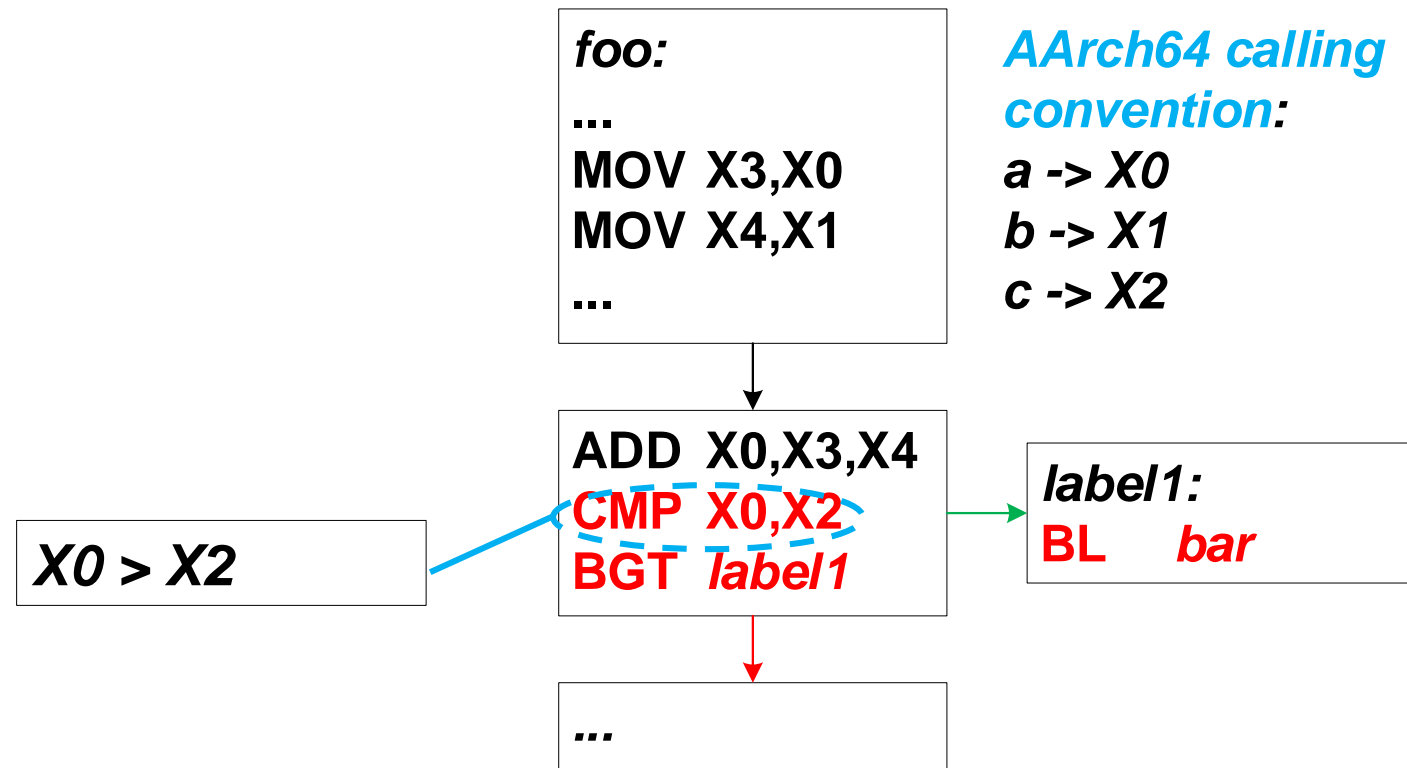 foo:
...
MOV X3,X0
MOV X4,X1
...
AArch64 calling
convention:
a -> X0
b -> X1
c -> X2
ADD X0,X3,X4
CMP X0,X2
BGT label1
label1:
BL bar
X0 > X2
...